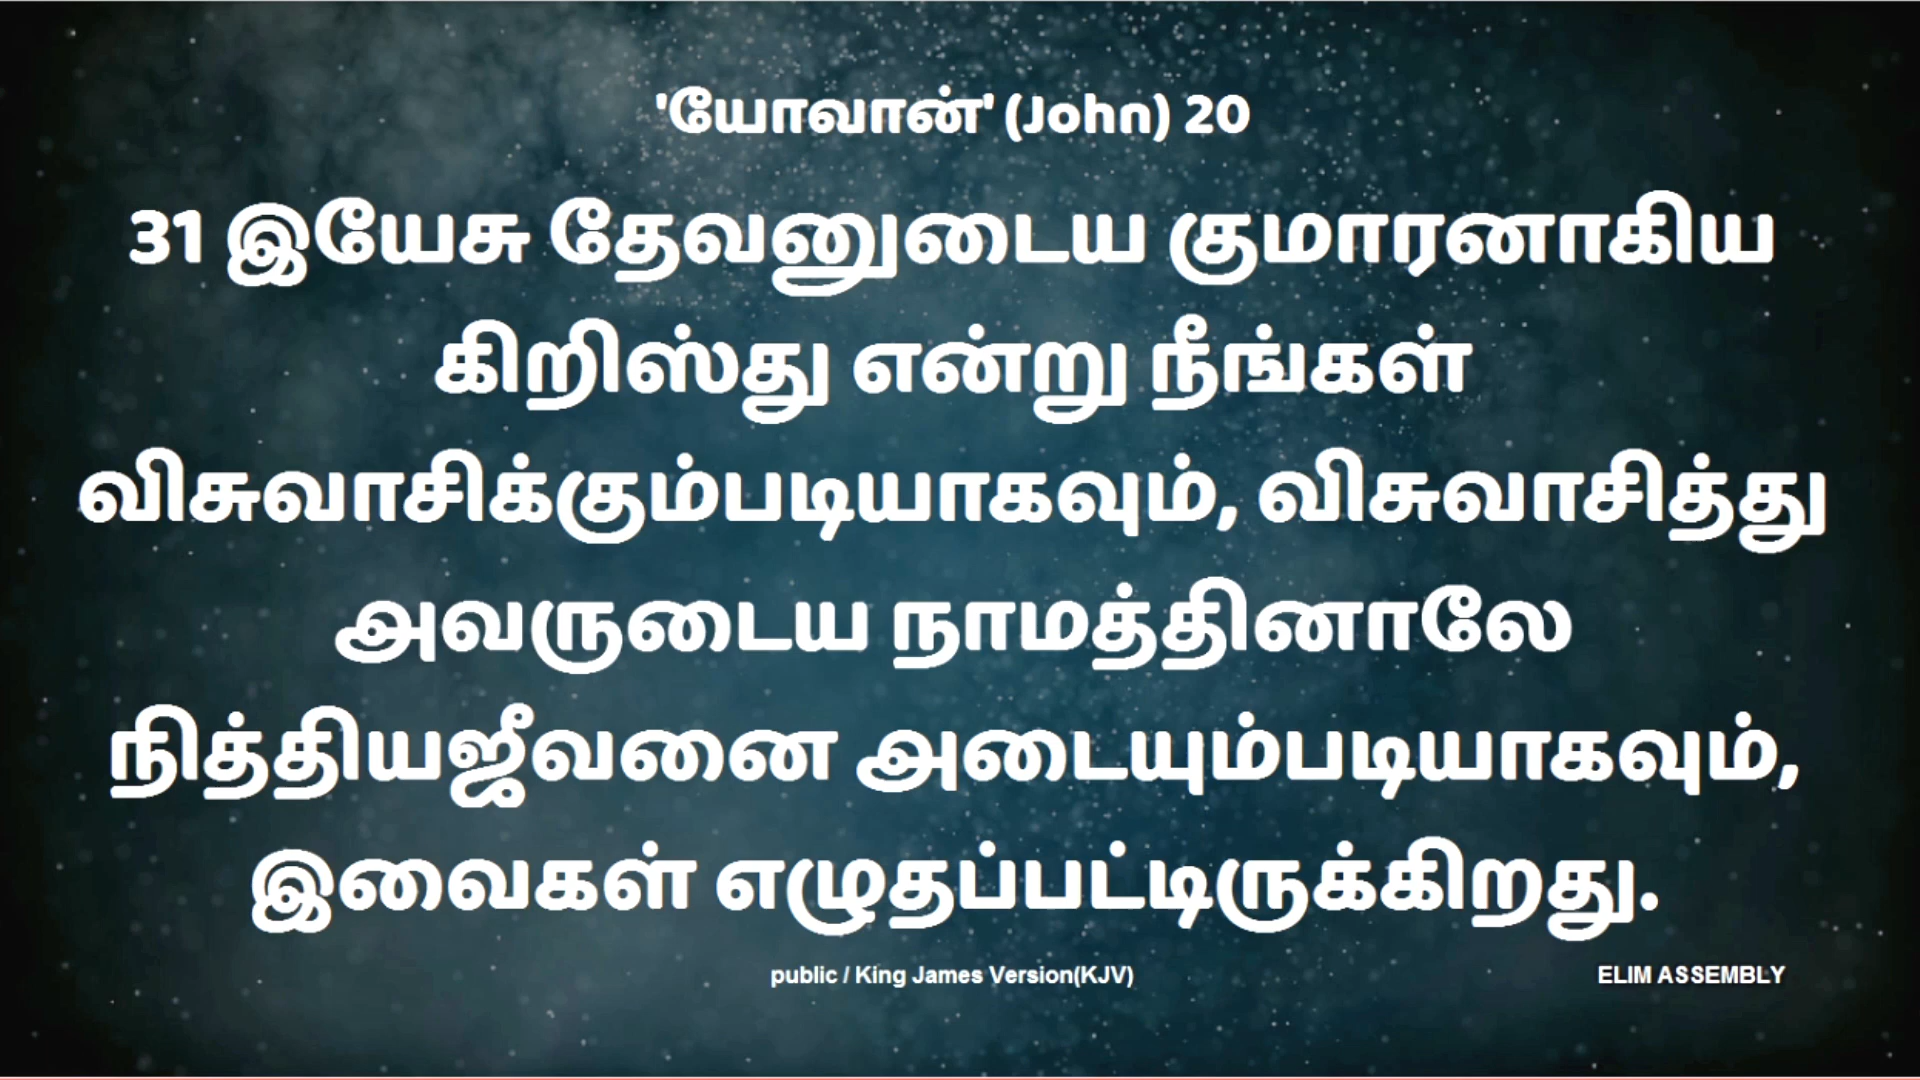 'யோவான்' (John) 20
31 இயேசு தேவனுடைய குமாரனாகிய
கிறிஸ்து என்று நீங்கள்
விசுவாசிக்கும்படியாகவும், விசுவாசித்து
அவருடைய நாமத்தினாலே
நித்தியஜீவனை அடையும்படியாகவும்,
இவைகள் எழுதப்பட்டிருக்கிறது.
public / King James Version(KJV)
ELIM ASSEMBLY